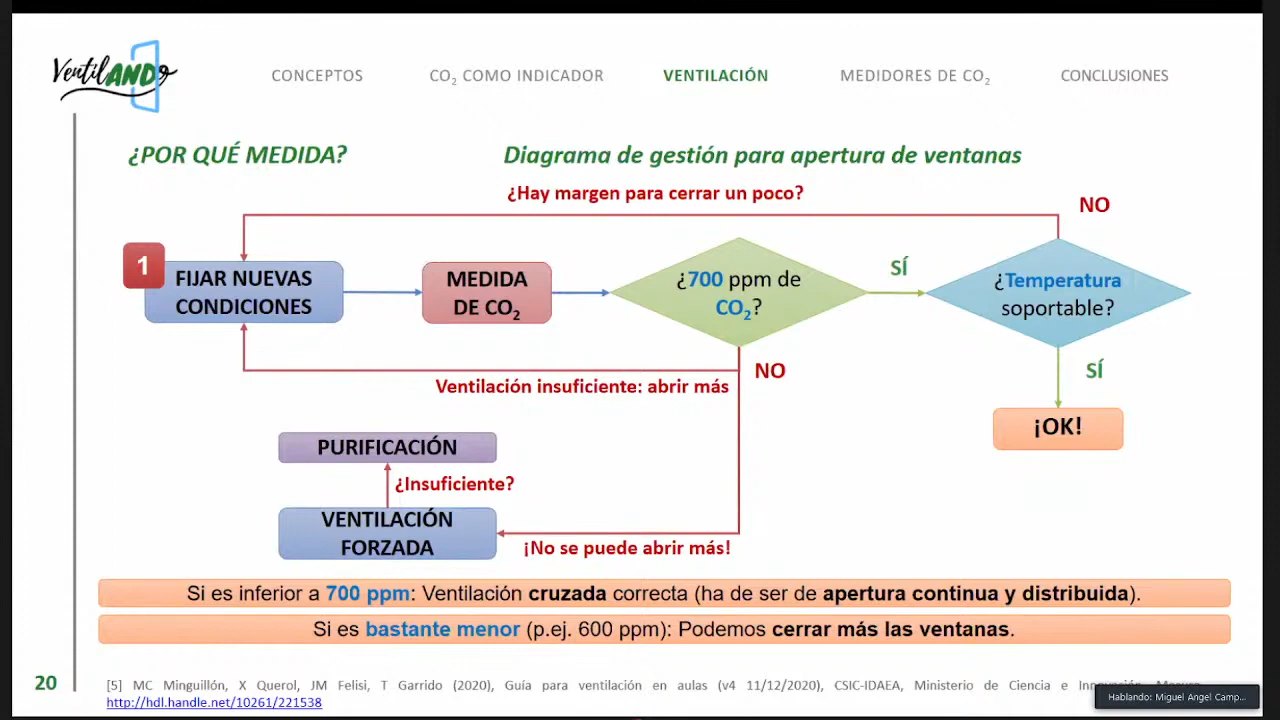 VentilANDo
CONCEPTOS
CO₂ COMO INDICADOR
VENTILACIÓN
MEDIDORES DE CO₂
CONCLUSIONES
¿POR QUÉ MEDIDA?
Diagrama de gestión para apertura de ventanas
¿Hay margen para cerrar un poco?
NO
1
FIJAR NUEVAS
CONDICIONES
MEDIDA
DE CO₂
¿700 ppm de
CO₂?
SÍ
¿Temperatura
soportable?
NO
Ventilación insuficiente: abrir más
SÍ
¡OK!
PURIFICACIÓN
¿Insuficiente?
VENTILACIÓN
FORZADA
¡No se puede abrir más!
Si es inferior a 700 ppm: Ventilación cruzada correcta (ha de ser de apertura continua y distribuida).
Si es bastante menor (p.ej. 600 ppm): Podemos cerrar más las ventanas.
20
[5] MC Minguillón, X Querol, JM Felisi, T Garrido (2020), Guía para ventilación en aulas (v4 11/12/2020), CSIC-IDAEA, Ministerio de Ciencia e
http://hdl.handle.net/10261/221538
Hablando: Miguel Angel Camp...